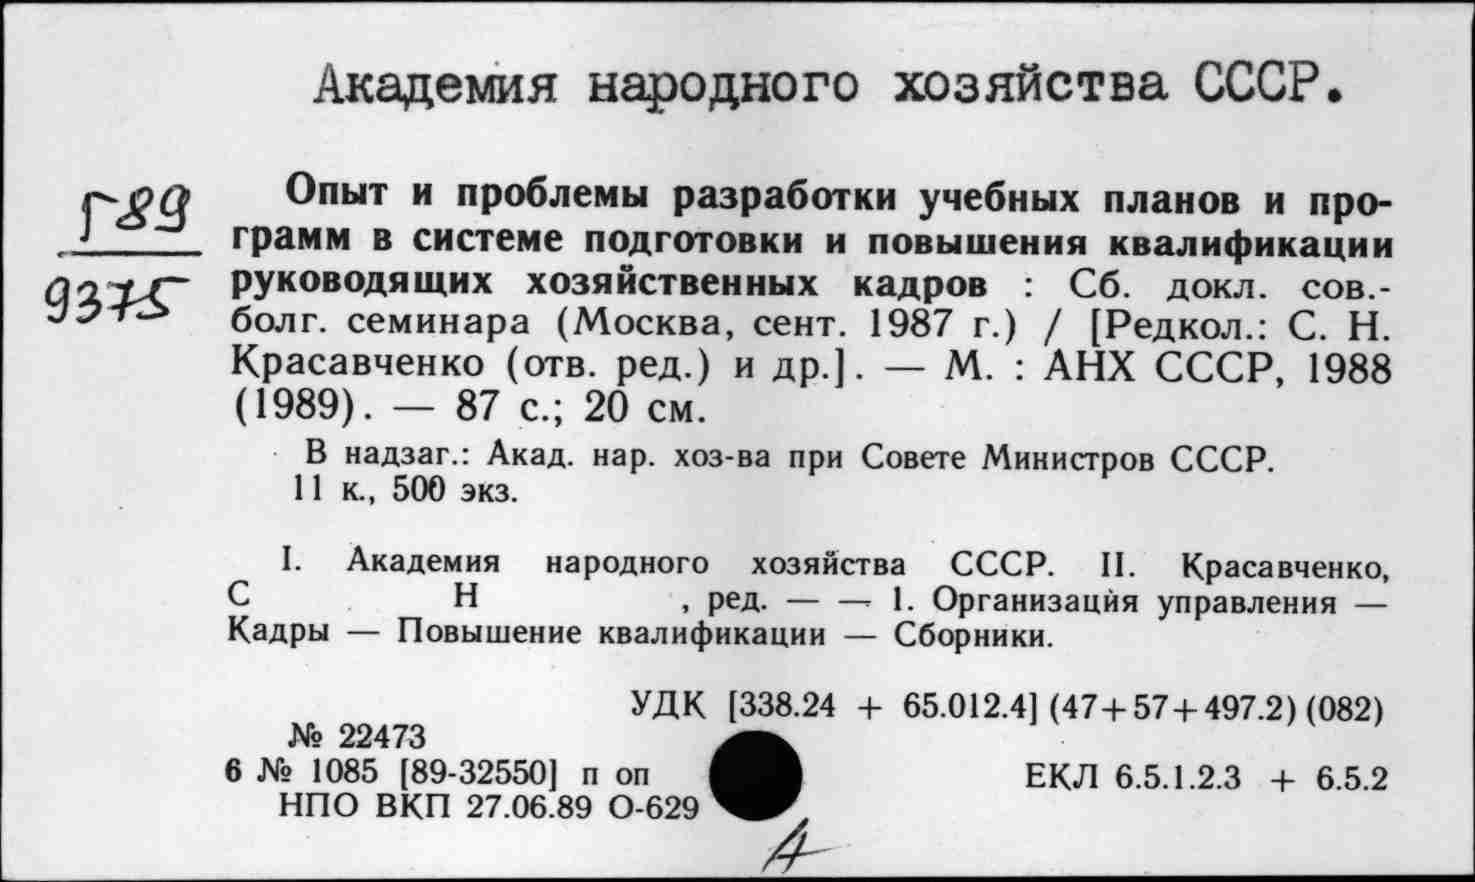 Академия народного хозяйства СССР.
Г89
9375
Опыт и проблемы разработки учебных планов и про-
грамм в системе подготовки и повышения квалификации
руководящих хозяйственных кадров : Сб. докл. сов.-
болг. семинара (Москва, сент. 1987 г.) / [Редкол.: С. Н.
Красавченко (отв. ред.) и др.]. — М. : АНХ СССР, 1988
(1989). — 87 с.; 20 см.
В надзаг.: Акад. нар. хоз-ва при Совете Министров СССР.
11 к., 500 экз.
I. Академия народного хозяйства СССР. II. Красавченко,
С Н , ред. — — 1. Организация управления —
Кадры — Повышение квалификации — Сборники.
УДК [338.24 + 65.012.4] (47+57+497.2) (082)
№ 22473
6 № 1085 [89-32550] п оп
ЕКЛ 6.5.1.2.3 + 6.5.2
НПО ВКП 27.06.89 О-629
А